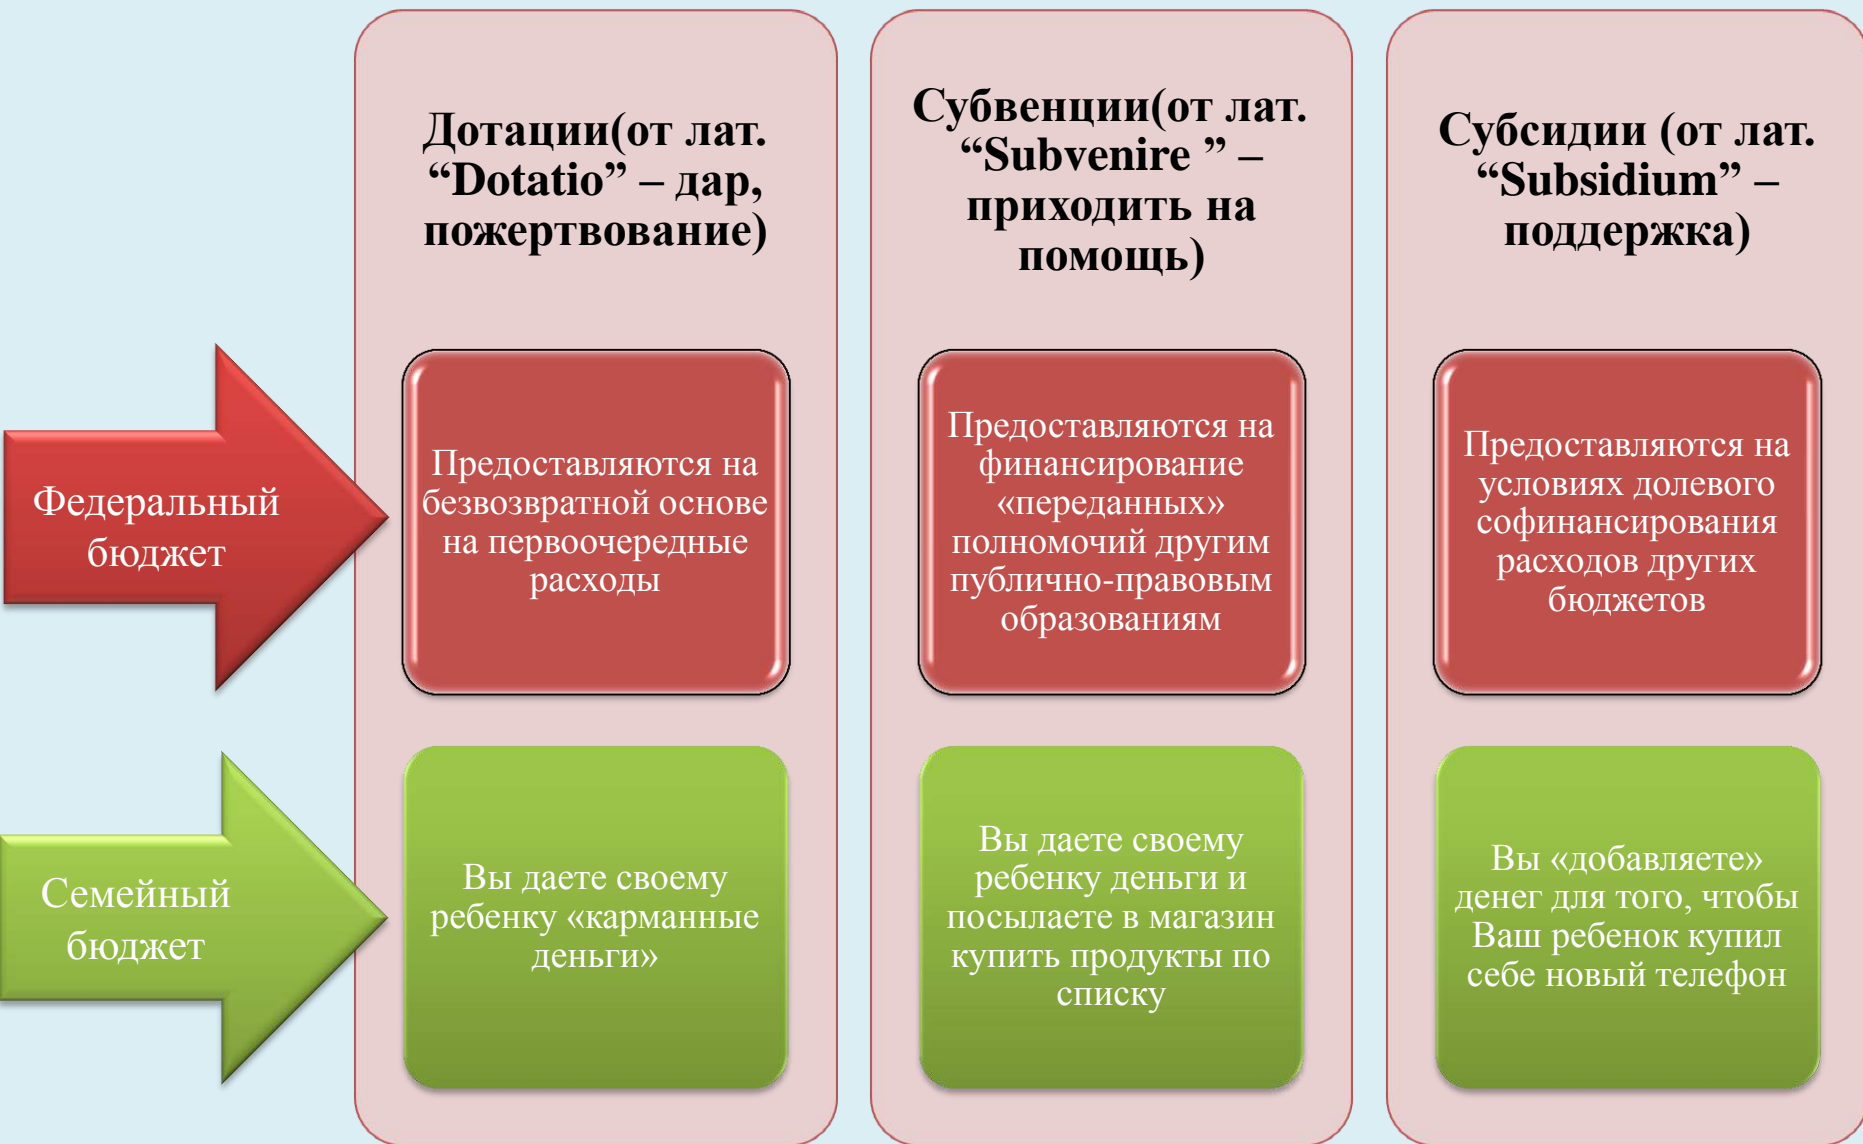 Дотации(от лат.
“Dotatio” – дар,
пожертвование)
Субвенции(от лат.
“Subvenire ” –
приходить на
помощь)
Субсидии (от лат.
“Subsidium” –
поддержка)
Федеральный
бюджет
Предоставляются на
безвозвратной основе
на первоочередные
расходы
Предоставляются на
финансирование
«переданных»
полномочий другим
публично-правовым
образованиям
Предоставляются на
условиях долевого
софинансирования
расходов других
бюджетов
Семейный
бюджет
Вы даете своему
ребенку «карманные
деньги»
Вы даете своему
ребенку деньги и
посылаете в магазин
купить продукты по
списку
Вы «добавляете»
денег для того, чтобы
Ваш ребенок купил
себе новый телефон